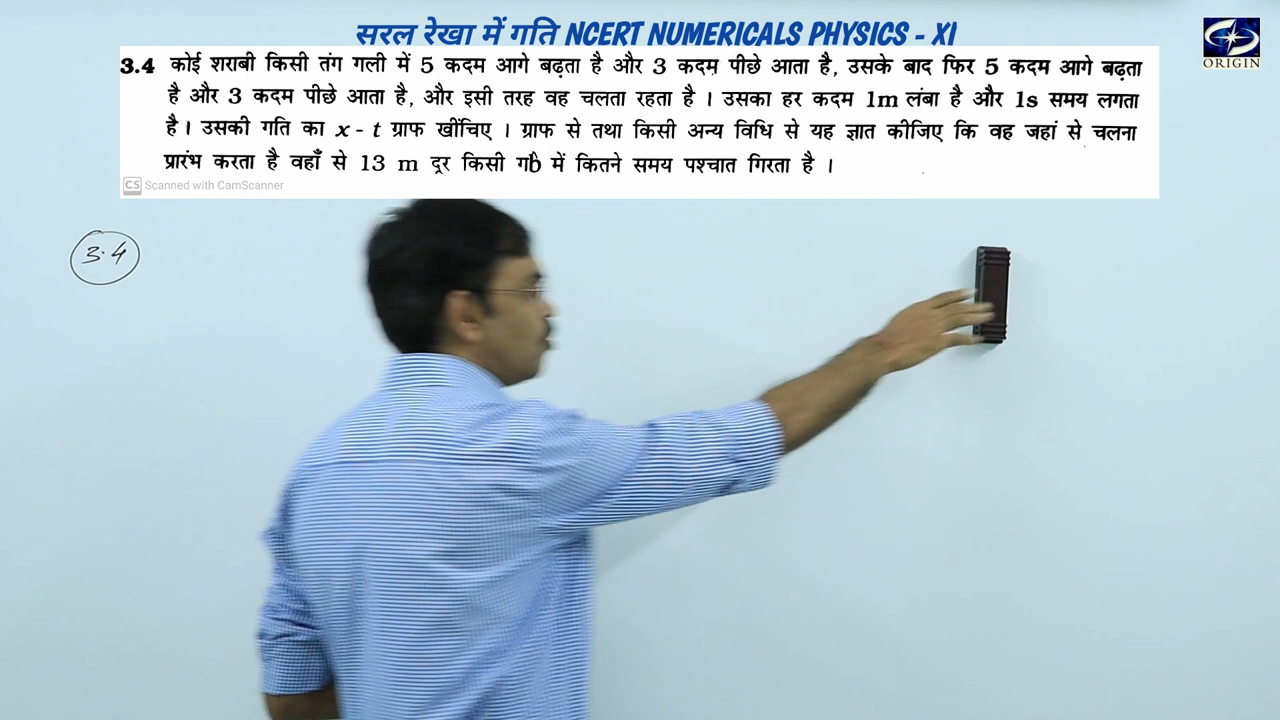 सरल रेखा में गति NCERT NUMERICALS PHYSICS - XI
ORIGIN
3.4 कोई शराबी किसी तंग गली में 5 कदम आगे बढ़ता है और 3 कदम पीछे आता है, उसके बाद फिर 5 कदम आगे बढ़ता
है और 3 कदम पीछे आता है, और इसी तरह वह चलता रहता है । उसका हर कदम 1m लंबा है और 1s समय लगता
है। उसकी गति का x - t ग्राफ खींचिए । ग्राफ से तथा किसी अन्य विधि से यह ज्ञात कीजिए कि वह जहां से चलना
प्रारंभ करता है वहाँ से 13 m दूर किसी में कितने समय पश्चात गिरता है ।
CS Scanned with CamScanner
3.4